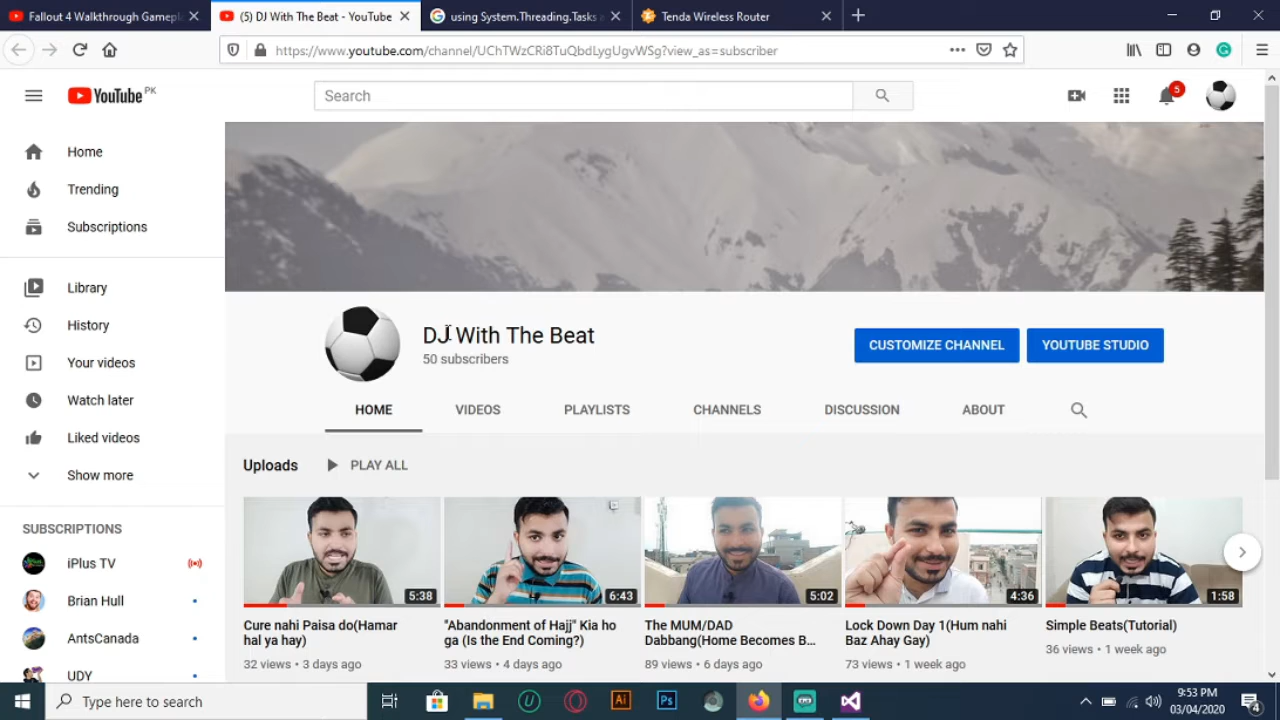 Fallout 4 Walkthrough Gamepla
(5) DJ With The Beat - YouTube
using System.Threading.Tasks
Tenda Wireless Router
https://www.youtube.com/channel/UChTWzCRi8TuQbdLygUgvWSg?view_as=subscriber
YouTube PK
Search
5
Home
Trending
Subscriptions
Library
History
Your videos
Watch later
Liked videos
Show more
SUBSCRIPTIONS
iPlus TV
Brian Hull
AntsCanada
UDY
DJ With The Beat
50 subscribers
CUSTOMIZE CHANNEL
YOUTUBE STUDIO
HOME VIDEOS PLAYLISTS CHANNELS DISCUSSION ABOUT
Uploads PLAY ALL
5:38
Cure nahi Paisa do(Hamar
hal ya hay)
32 views • 3 days ago
6:43
"Abandonment of Hajj" Kia ho
ga (Is the End Coming?)
33 views • 4 days ago
5:02
The MUM/DAD
Dabbang(Home Becomes B...
89 views • 6 days ago
4:36
Lock Down Day 1(Hum nahi
Baz Ahay Gay)
73 views • 1 week ago
1:58
Simple Beats(Tutorial)
36 views • 1 week ago
Type here to search
Ai
Ps
9:53 PM
03/04/2020
4